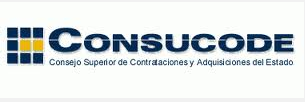 CONSUCODE
Consejo Superior de Contrataciones y Adquisiciones del Estado